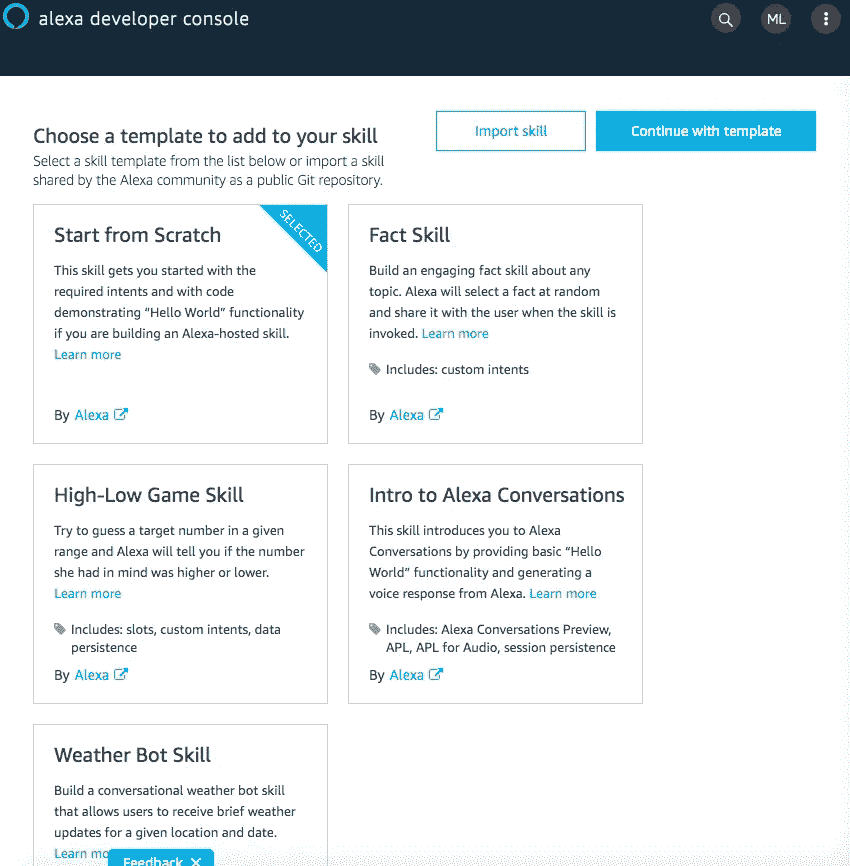 alexa developer console
ML
Choose a template to add to your skill
Import skill
Continue with template
Select a skill template from the list below or import a skill
shared by the Alexa community as a public Git repository.
Start from Scratch
SELECTED
This skill gets you started with the
required intents and with code
demonstrating “Hello World” functionality
if you are building an Alexa-hosted skill.
Learn more
By Alexa
Fact Skill
Build an engaging fact skill about any
topic. Alexa will select a fact at random
and share it with the user when the skill is
invoked. Learn more
Includes: custom intents
By Alexa
High-Low Game Skill
Try to guess a target number in a given
range and Alexa will tell you if the number
she had in mind was higher or lower.
Learn more
Includes: slots, custom intents, data
persistence
By Alexa
Intro to Alexa Conversations
This skill introduces you to Alexa
Conversations by providing basic “Hello
World” functionality and generating a
voice response from Alexa. Learn more
Includes: Alexa Conversations Preview,
APL, APL for Audio, session persistence
By Alexa
Weather Bot Skill
Build a conversational weather bot skill
that allows users to receive brief weather
updates for a given location and date.
Learn mo
Feedback